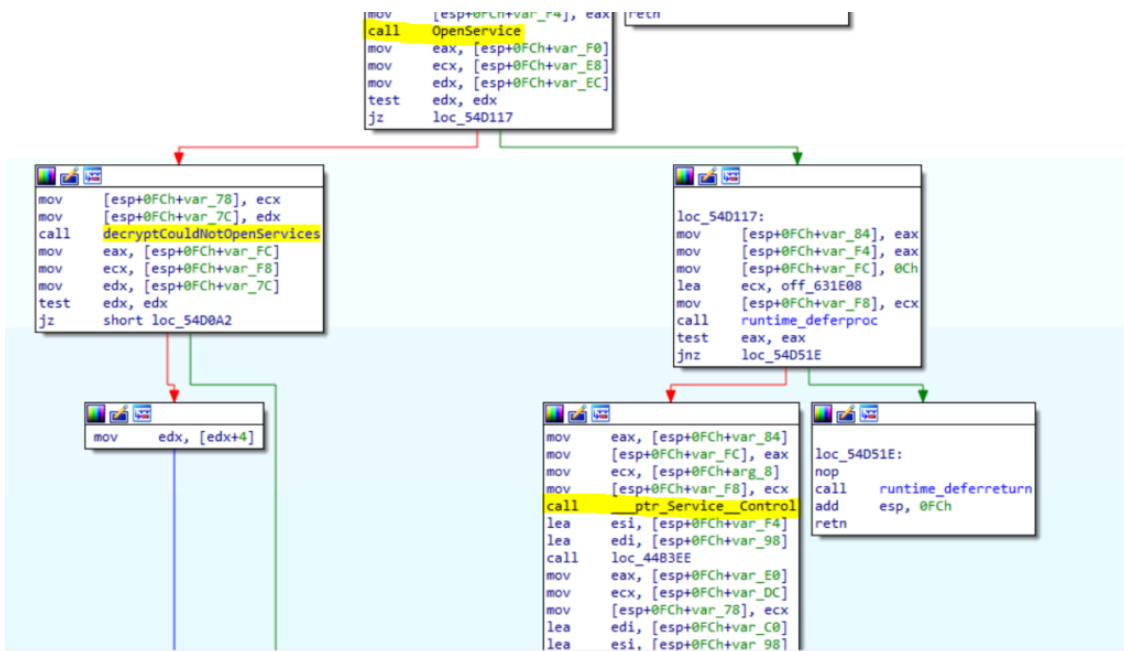 mov [esp+0FCh+var_F4], eax
call OpenService
mov eax, [esp+0FCh+var_F0]
mov ecx, [esp+0FCh+var_E8]
mov edx, [esp+0FCh+var_EC]
test edx, edx
jz loc_54D117
retn
mov [esp+0FCh+var_78], ecx
mov [esp+0FCh+var_7C], edx
call decryptCouldNotOpenServices
mov eax, [esp+0FCh+var_FC]
mov ecx, [esp+0FCh+var_F8]
mov edx, [esp+0FCh+var_7C]
test edx, edx
jz short loc_54D0A2
loc_54D117:
mov [esp+0FCh+var_84], eax
mov [esp+0FCh+var_F4], eax
mov [esp+0FCh+var_FC], 0Ch
lea ecx, off_631E08
mov [esp+0FCh+var_F8], ecx
call runtime_deferproc
test eax, eax
jnz loc_54D51E
mov edx, [edx+4]
mov eax, [esp+0FCh+var_84]
mov [esp+0FCh+var_FC], eax
mov ecx, [esp+0FCh+arg_8]
mov [esp+0FCh+var_F8], ecx
call ___ptr_Service__Control
lea esi, [esp+0FCh+var_F4]
lea edi, [esp+0FCh+var_98]
call loc_44B3EE
mov eax, [esp+0FCh+var_E0]
mov ecx, [esp+0FCh+var_DC]
mov [esp+0FCh+var_78], ecx
lea edi, [esp+0FCh+var_C0]
lea esi, [esp+0FCh+var_98]
loc_54D51E:
nop
call runtime_deferreturn
add esp, 0FCh
retn